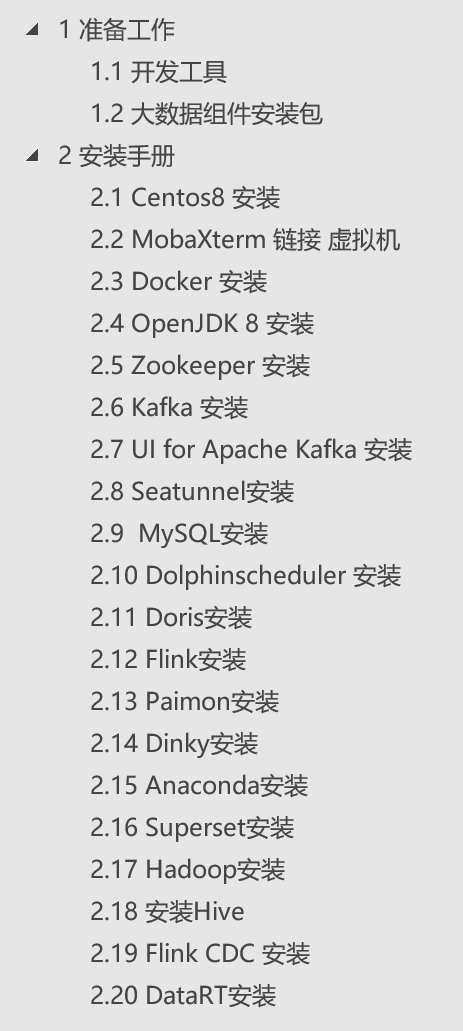 1 准备工作
1.1 开发工具
1.2 大数据组件安装包
2 安装手册
2.1 Centos8 安装
2.2 MobaXterm 链接 虚拟机
2.3 Docker 安装
2.4 OpenJDK 8 安装
2.5 Zookeeper 安装
2.6 Kafka 安装
2.7 UI for Apache Kafka 安装
2.8 Seatunnel安装
2.9  MySQL安装
2.10 Dolphinscheduler 安装
2.11 Doris安装
2.12 Flink安装
2.13 Paimon安装
2.14 Dinky安装
2.15 Anaconda安装
2.16 Superset安装
2.17 Hadoop安装
2.18 安装Hive
2.19 Flink CDC 安装
2.20 DataRT安装